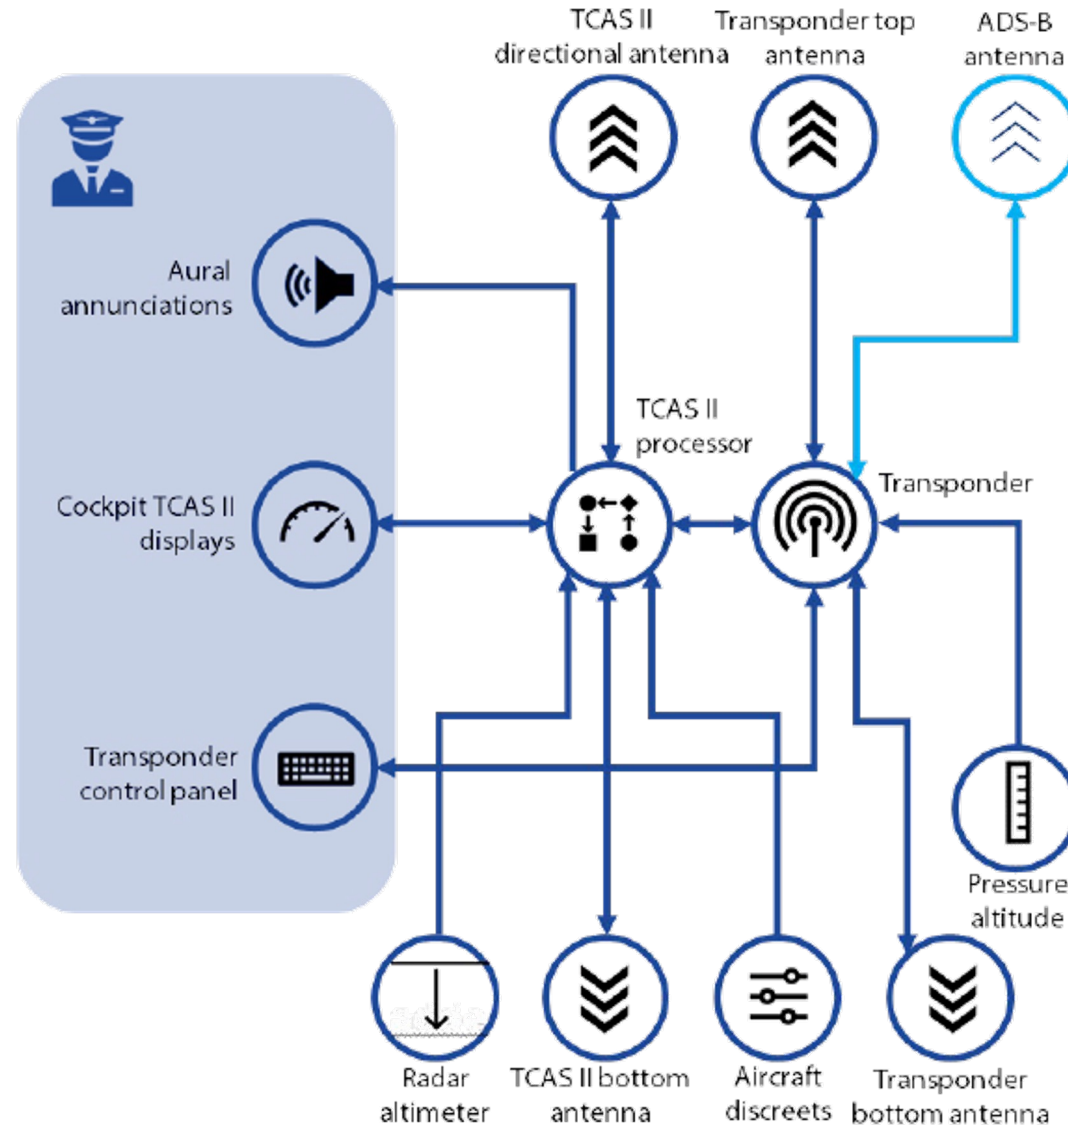 TCAS II
directional antenna
Transponder top
antenna
ADS-B
antenna
Aural
annunciations
TCAS II
processor
Transponder
Cockpit TCAS II
displays
Transponder
control panel
Pressure
altitude
Radar
altimeter
TCAS II bottom
antenna
Aircraft
discreets
Transponder
bottom antenna